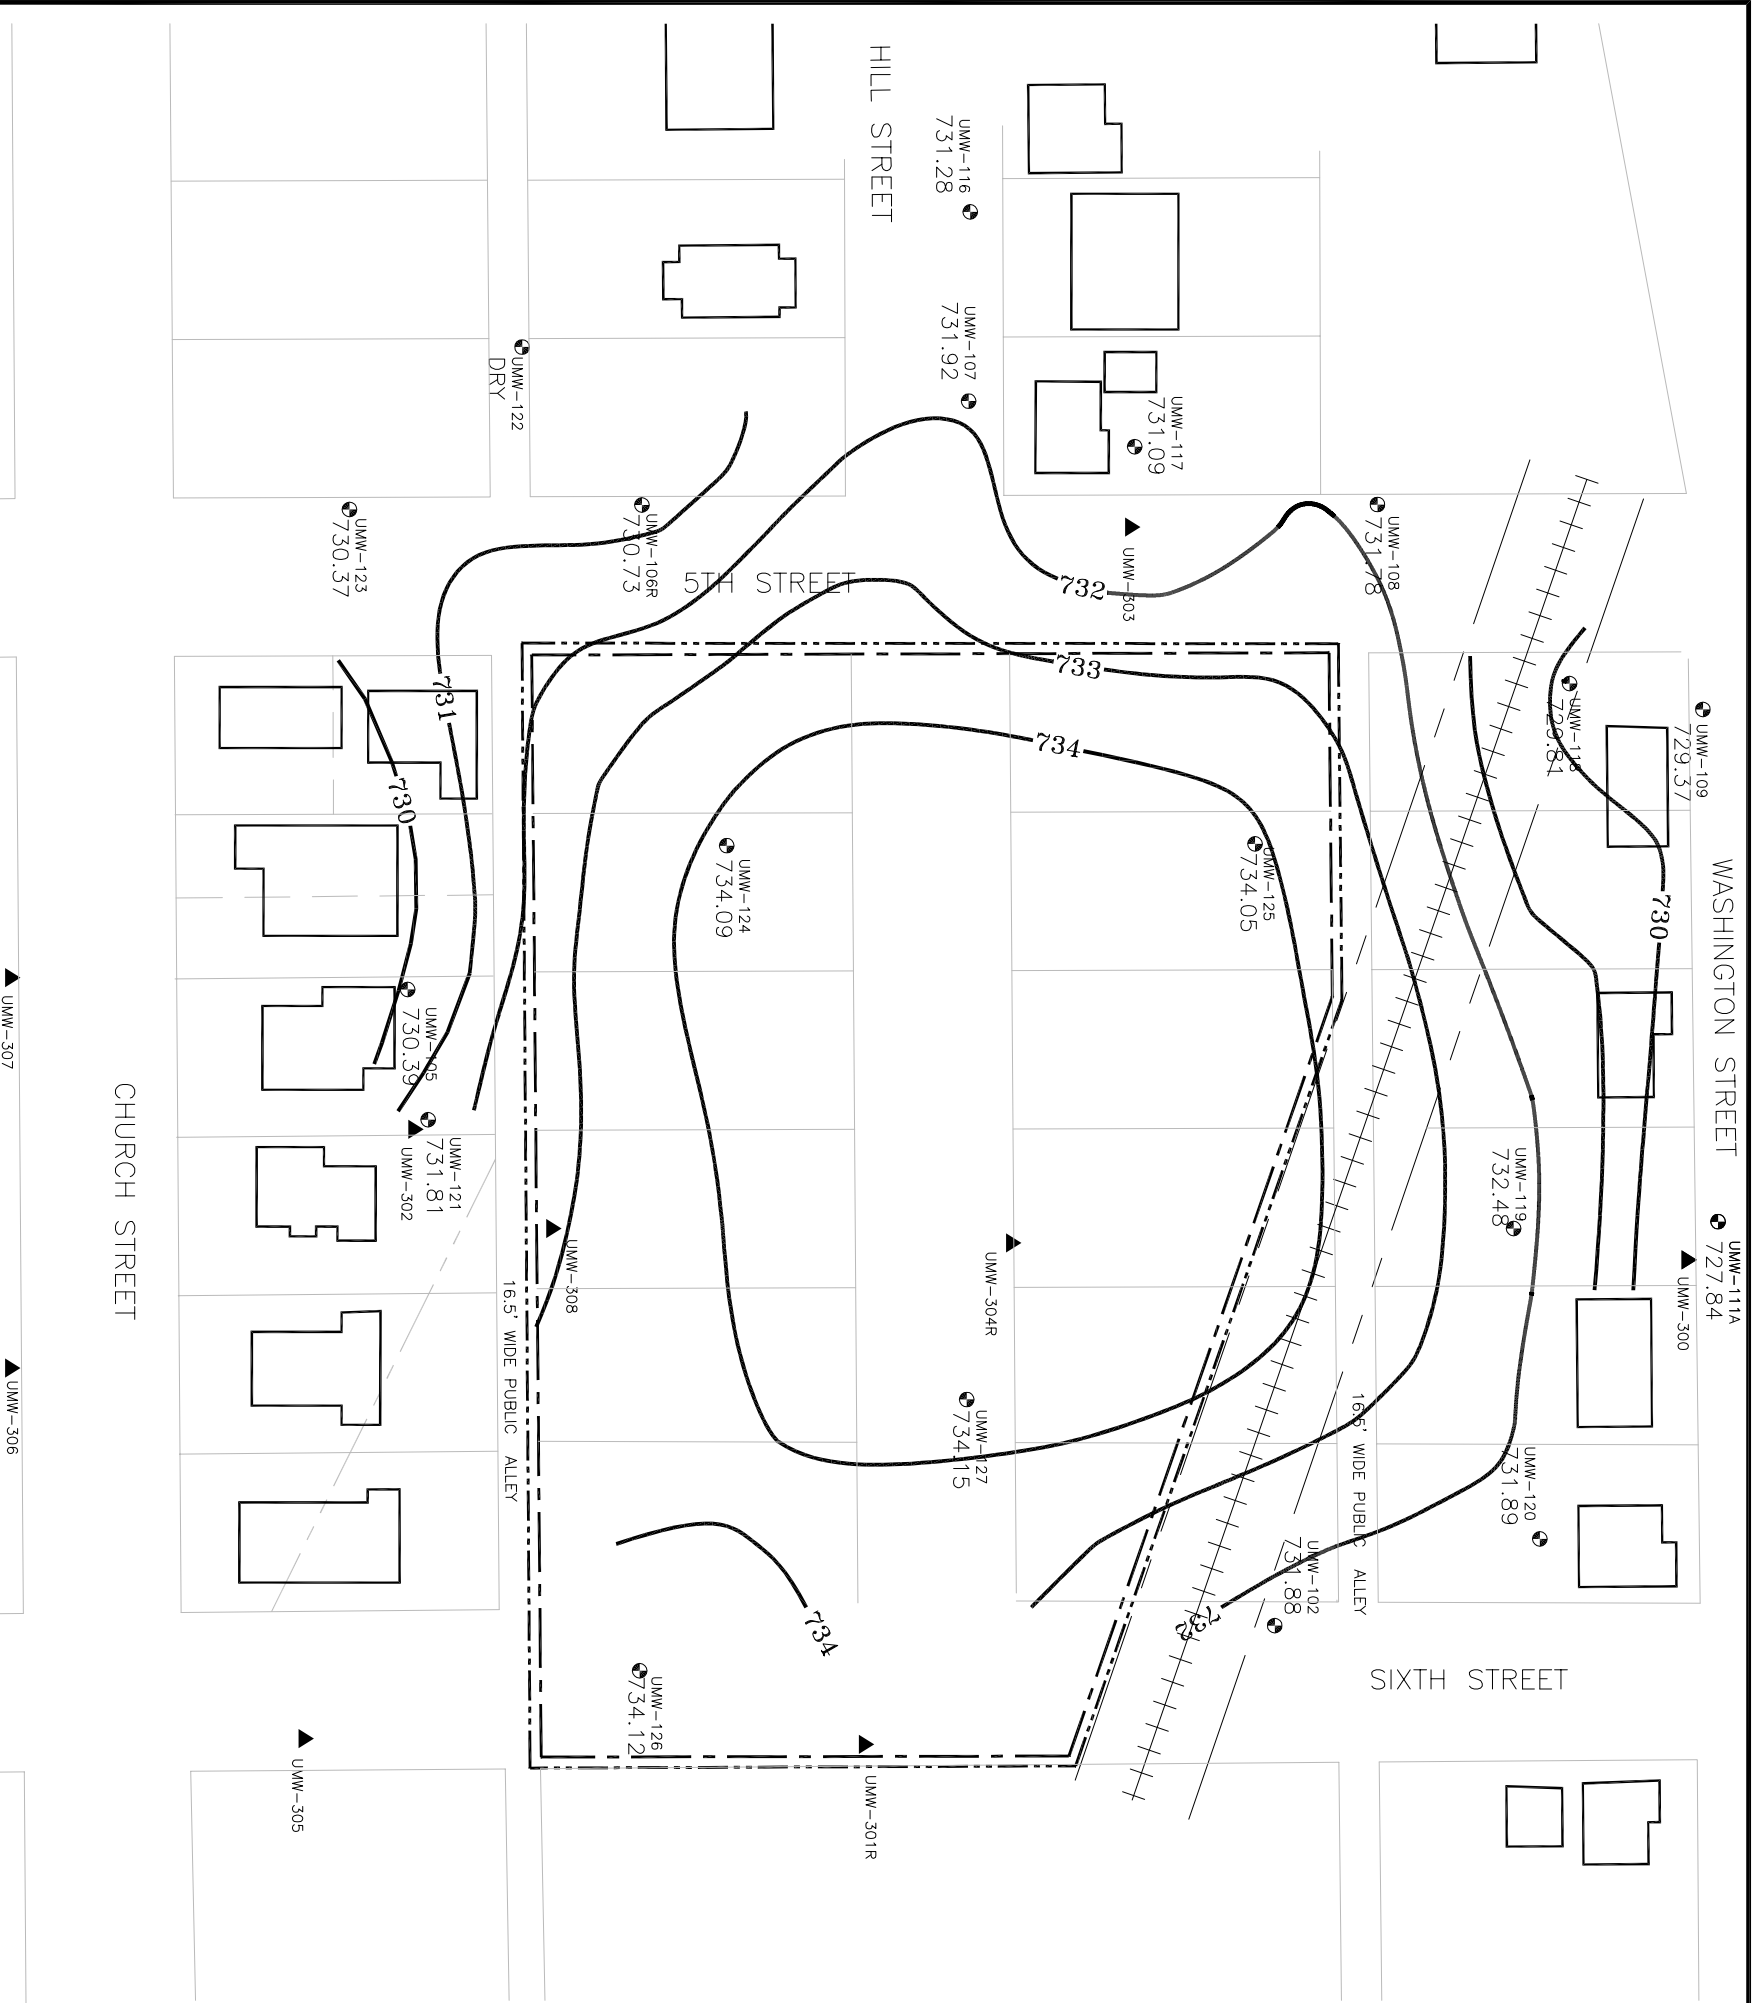 HILL STREET
UMW-116
731.28
UMW-107
731.92
UMW-117
731.09
UMW-122
DRY
UMW-123
730.37
UMW-106R
730.73
5TH STREET
732
UMW-303
UMW-108
731.78
731
733
734
730
UMW-118
729.81
UMW-109
729.37
UMW-124
734.09
UMW-125
734.05
730
WASHINGTON STREET
UMW-307
UMW-105
730.39
CHURCH STREET
UMW-121
731.81
UMW-302
UMW-308
UMW-304R
UMW-119
732.48
UMW-111A
727.84
UMW-300
16.5' WIDE PUBLIC ALLEY
UMW-306
UMW-127
734.15
16.5' WIDE PUBLIC ALLEY
UMW-120
731.89
UMW-102
731.88
734
732
SIXTH STREET
UMW-126
734.12
UMW-305
UMW-301R